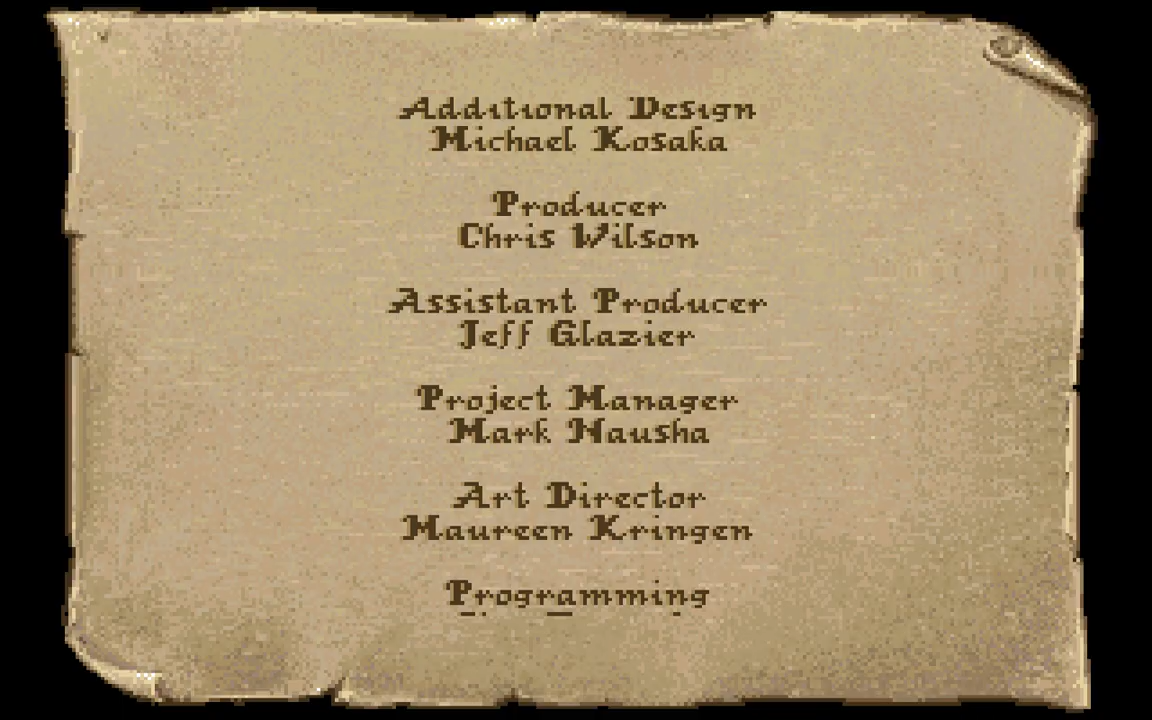 Additional Design
Michael Kosaka
Producer
Chris Wilson
Assistant Producer
Jeff Glazier
Project Manager
Mark Nausha
Art Director
Maureen Kringen
Programming